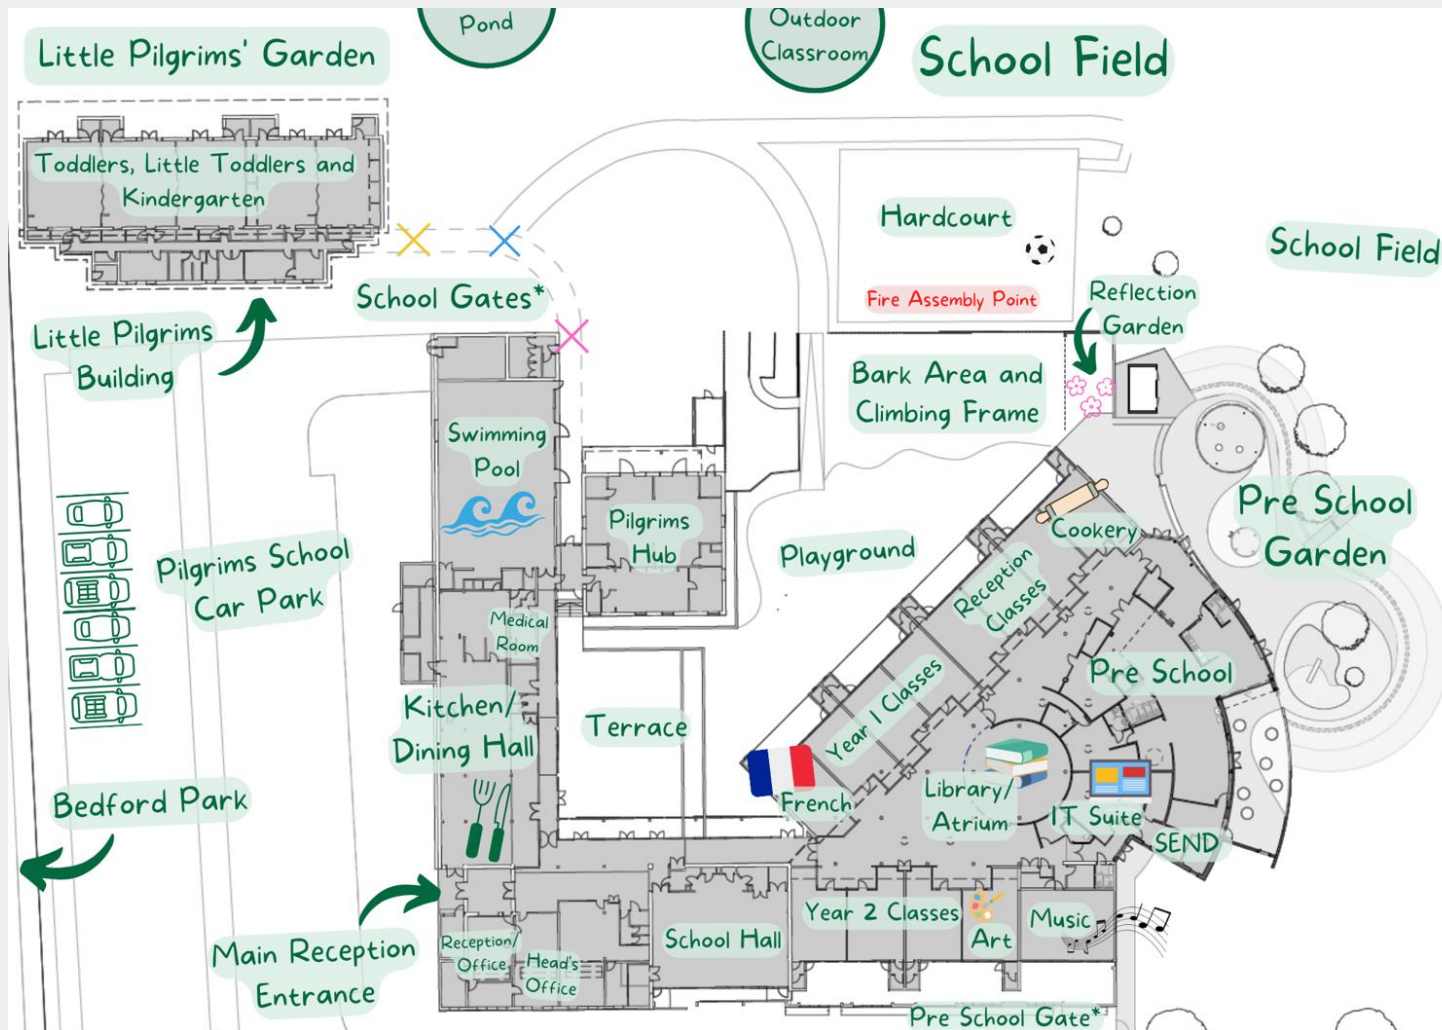 Pond
Outdoor
Classroom
School Field
Little Pilgrims' Garden
Toddlers, Little Toddlers and
Kindergarten
Hardcourt
School Field
Fire Assembly Point
School Gates*
Reflection
Garden
Little Pilgrims
Building
Bark Area and
Climbing Frame
Swimming
Pool
Pilgrims
Hub
Cookery
Pre School
Garden
Playground
Pilgrims School
Car Park
Reception
Classes
Medical
Room
Pre School
Kitchen/
Dining Hall
Terrace
Year 1 Classes
French
Library/
Atrium
IT Suite
SEND
Bedford Park
Year 2 Classes
Art
Music
Main Reception
Entrance
Reception/
Office
Head's
Office
School Hall
Pre School Gate*